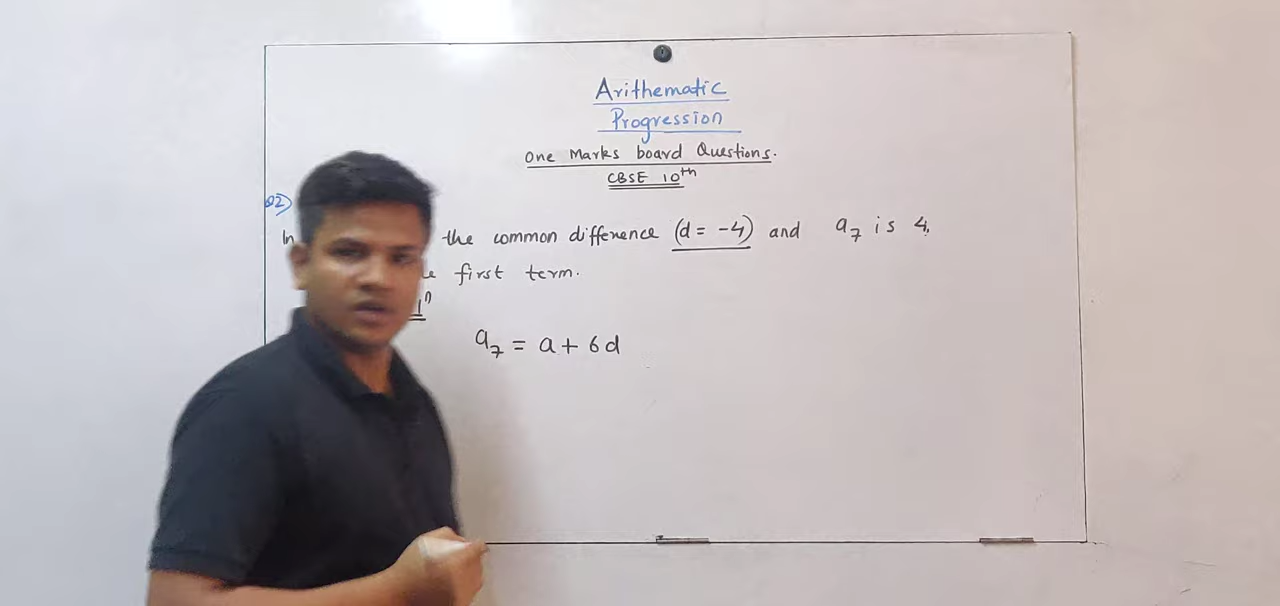 Arithematic
Progression
One Marks board Questions.
CBSE 10th
Q2)
In the common difference (d = -4) and a7 is 4.
first term.
a7 = a + 6d